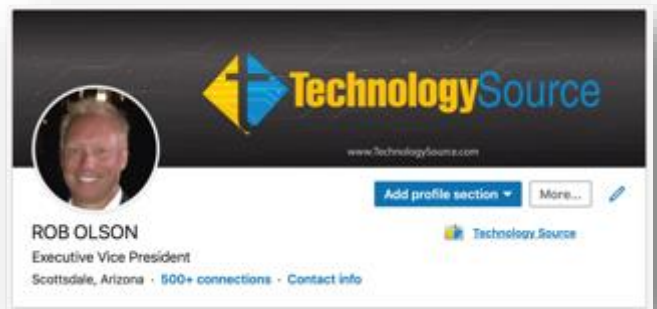 TechnologySource
www.TechnologySource.com
Add profile section
More...
ROB OLSON
Technology Source
Executive Vice President
Scottsdale, Arizona · 500+ connections · Contact info